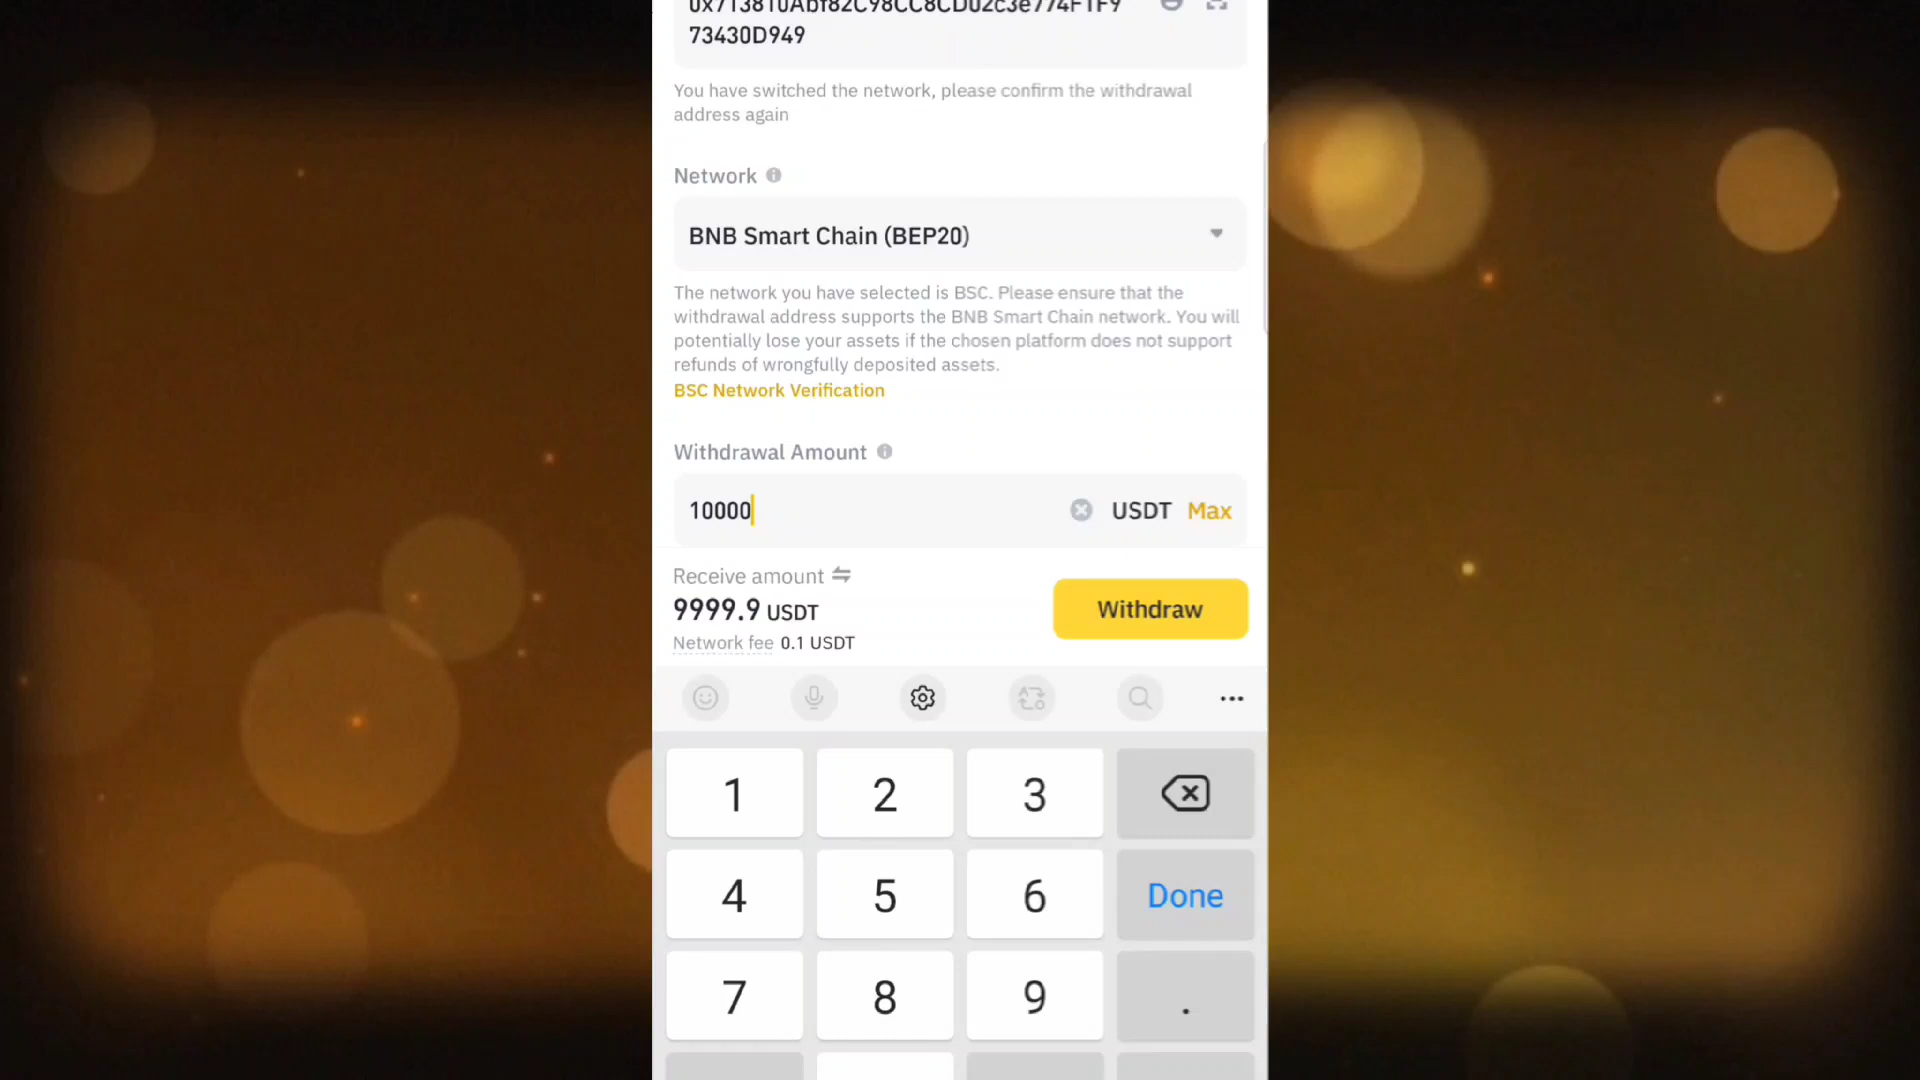 73430D949
You have switched the network, please confirm the withdrawal
address again
Network
BNB Smart Chain (BEP20)
The network you have selected is BSC. Please ensure that the
withdrawal address supports the BNB Smart Chain network. You will
potentially lose your assets if the chosen platform does not support
refunds of wrongfully deposited assets.
BSC Network Verification
Withdrawal Amount
10000 USDT Max
Receive amount
9999.9 USDT
Withdraw
Network fee 0.1 USDT
1 2 3
4 5 6 Done
7 8 9 .